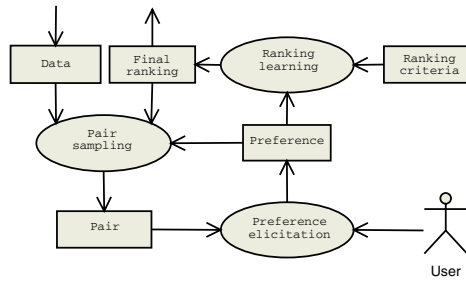 Data
Final
ranking
Ranking
learning
Ranking
criteria
Pair
sampling
Preference
Pair
Preference
elicitation
User